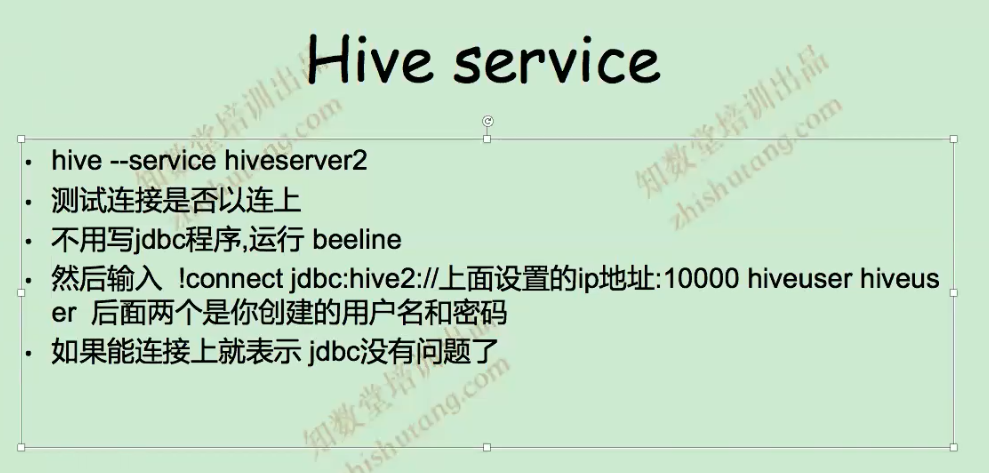 Hive service
• hive --service hiveserver2
• 测试连接是否以连上
• 不用写jdbc程序,运行 beeline
• 然后输入  !connect jdbc:hive2://上面设置的ip地址:10000 hiveuser hiveus
er  后面两个是你创建的用户名和密码
• 如果能连接上就表示 jdbc没有问题了
知数堂培训出品
zhishutang.com
知数堂培训出品
zhishutang.com
知数堂培训出品
zhishutang.com